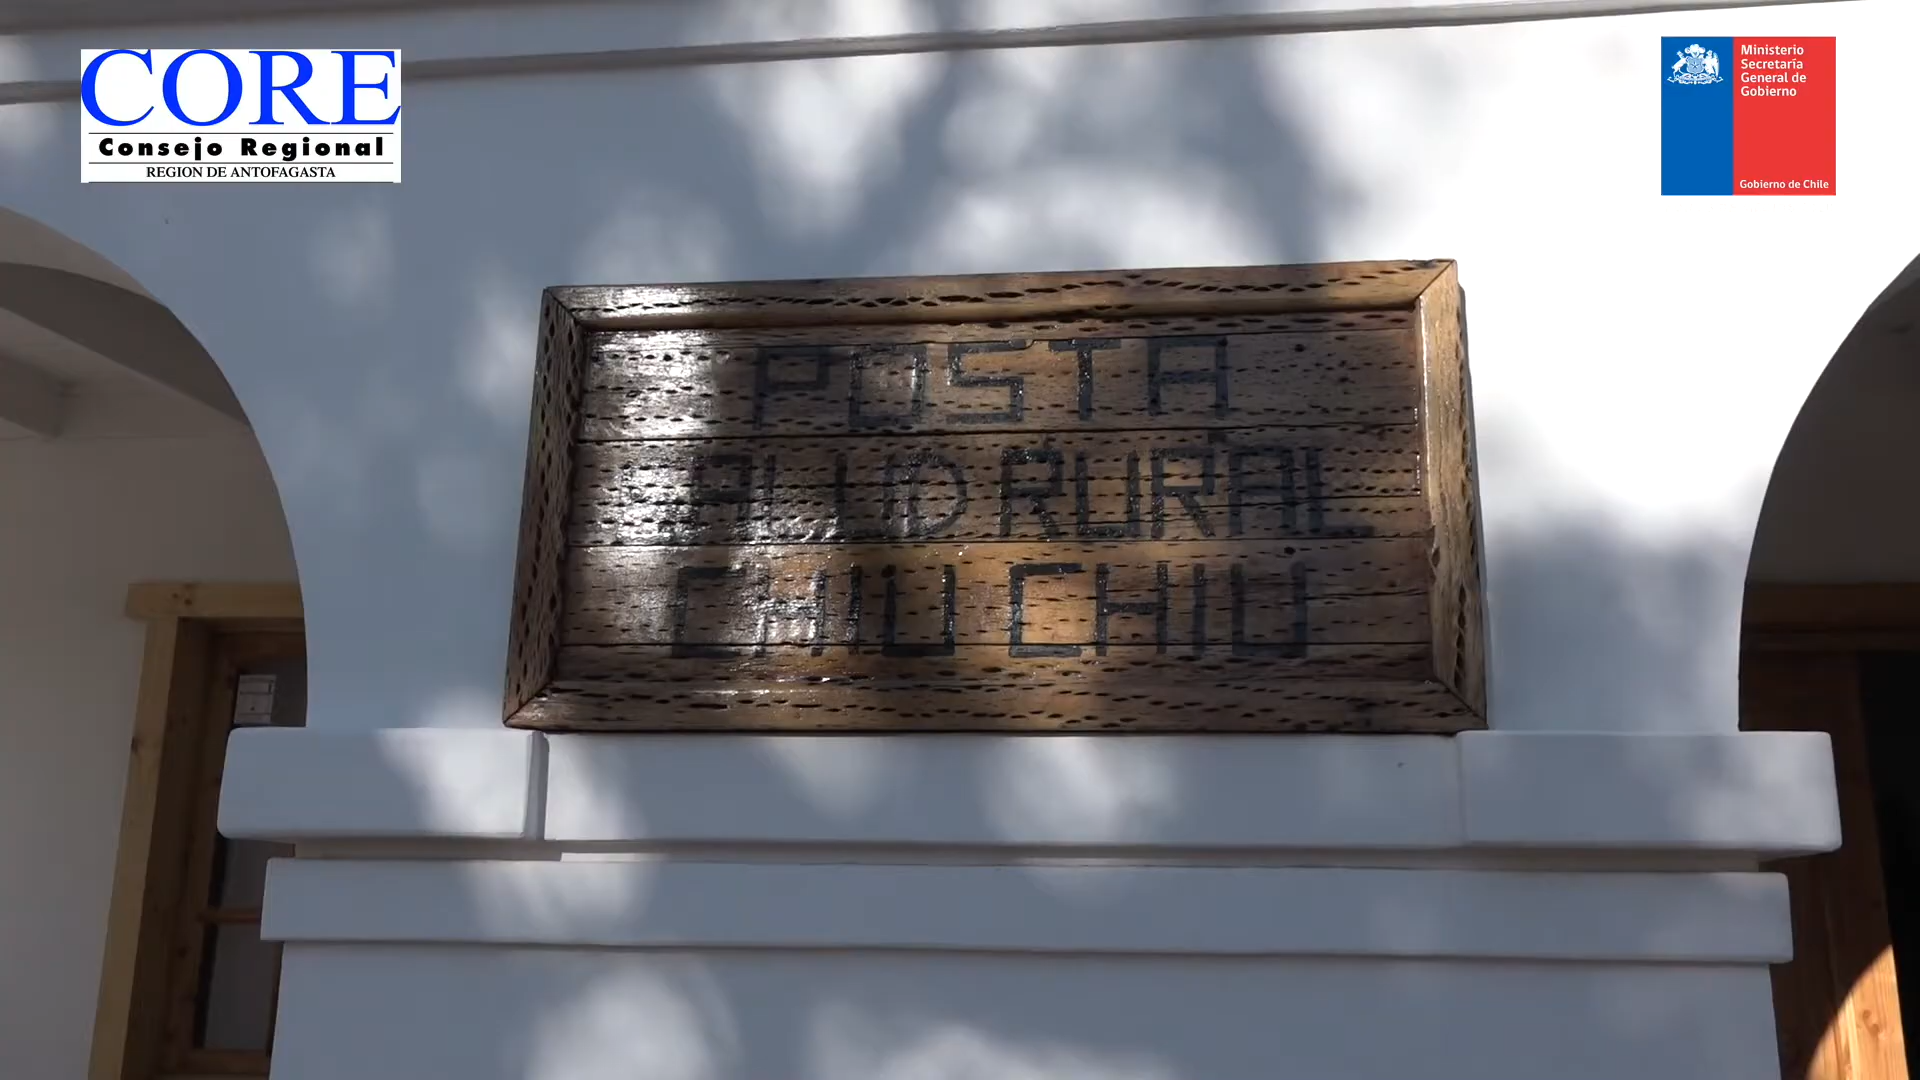 CORE
Consejo Regional
REGION DE ANTOFAGASTA
Ministerio
Secretaría
General de
Gobierno
Gobierno de Chile
POSTA
SALUD RURAL
CHIU CHIU